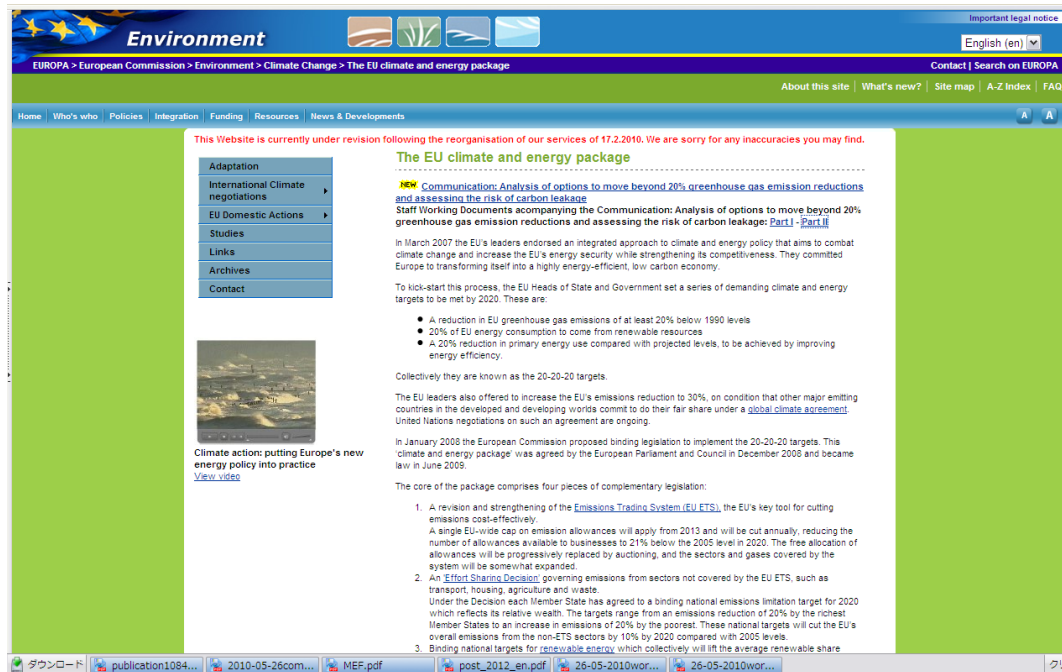 Important legal notice
Environment
English (en)
EUROPA > European Commission > Environment > Climate Change > The EU climate and energy package
Contact | Search on EUROPA
About this site | What's new? | Site map | A-Z Index | FAQ
Home Who's who Policies Integration Funding Resources News & Developments
A A
This Website is currently under revision following the reorganisation of our services of 17.2.2010. We are sorry for any inaccuracies you may find.
Adaptation
International Climate
negotiations
EU Domestic Actions
Studies
Links
Archives
Contact
Climate action: putting Europe's new
energy policy into practice
View video
The EU climate and energy package
NEW Communication: Analysis of options to move beyond 20% greenhouse gas emission reductions
and assessing the risk of carbon leakage
Staff Working Documents acompanying the Communication: Analysis of options to move beyond 20%
greenhouse gas emission reductions and assessing the risk of carbon leakage: Part I - Part II
In March 2007 the EU's leaders endorsed an integrated approach to climate and energy policy that aims to combat
climate change and increase the EU's energy security while strengthening its competitiveness. They committed
Europe to transforming itself into a highly energy-efficient, low carbon economy.
To kick-start this process, the EU Heads of State and Government set a series of demanding climate and energy
targets to be met by 2020. These are:
● A reduction in EU greenhouse gas emissions of at least 20% below 1990 levels
● 20% of EU energy consumption to come from renewable resources
● A 20% reduction in primary energy use compared with projected levels, to be achieved by improving
energy efficiency.
Collectively they are known as the 20-20-20 targets.
The EU leaders also offered to increase the EU's emissions reduction to 30%, on condition that other major emitting
countries in the developed and developing worlds commit to do their fair share under a global climate agreement.
United Nations negotiations on such an agreement are ongoing.
In January 2008 the European Commission proposed binding legislation to implement the 20-20-20 targets. This
'climate and energy package' was agreed by the European Parliament and Council in December 2008 and became
law in June 2009.
The core of the package comprises four pieces of complementary legislation:
1. A revision and strengthening of the Emissions Trading System (EU ETS), the EU's key tool for cutting
emissions cost-effectively.
A single EU-wide cap on emission allowances will apply from 2013 and will be cut annually, reducing the
number of allowances available to businesses to 21% below the 2005 level in 2020. The free allocation of
allowances will be progressively replaced by auctioning, and the sectors and gases covered by the
system will be somewhat expanded.
2. An 'Effort Sharing Decision' governing emissions from sectors not covered by the EU ETS, such as
transport, housing, agriculture and waste.
Under the Decision each Member State has agreed to a binding national emissions limitation target for 2020
which reflects its relative wealth. The targets range from an emissions reduction of 20% by the richest
Member States to an increase in emissions of 20% by the poorest. These national targets will cut the EU's
overall emissions from the non-ETS sectors by 10% by 2020 compared with 2005 levels.
3. Binding national targets for renewable energy which collectively will lift the average renewable share
ダウンロード publication1084... 2010-05-26com... MEF.pdf post_2012_en.pdf 26-05-2010wor... 26-05-2010wor...